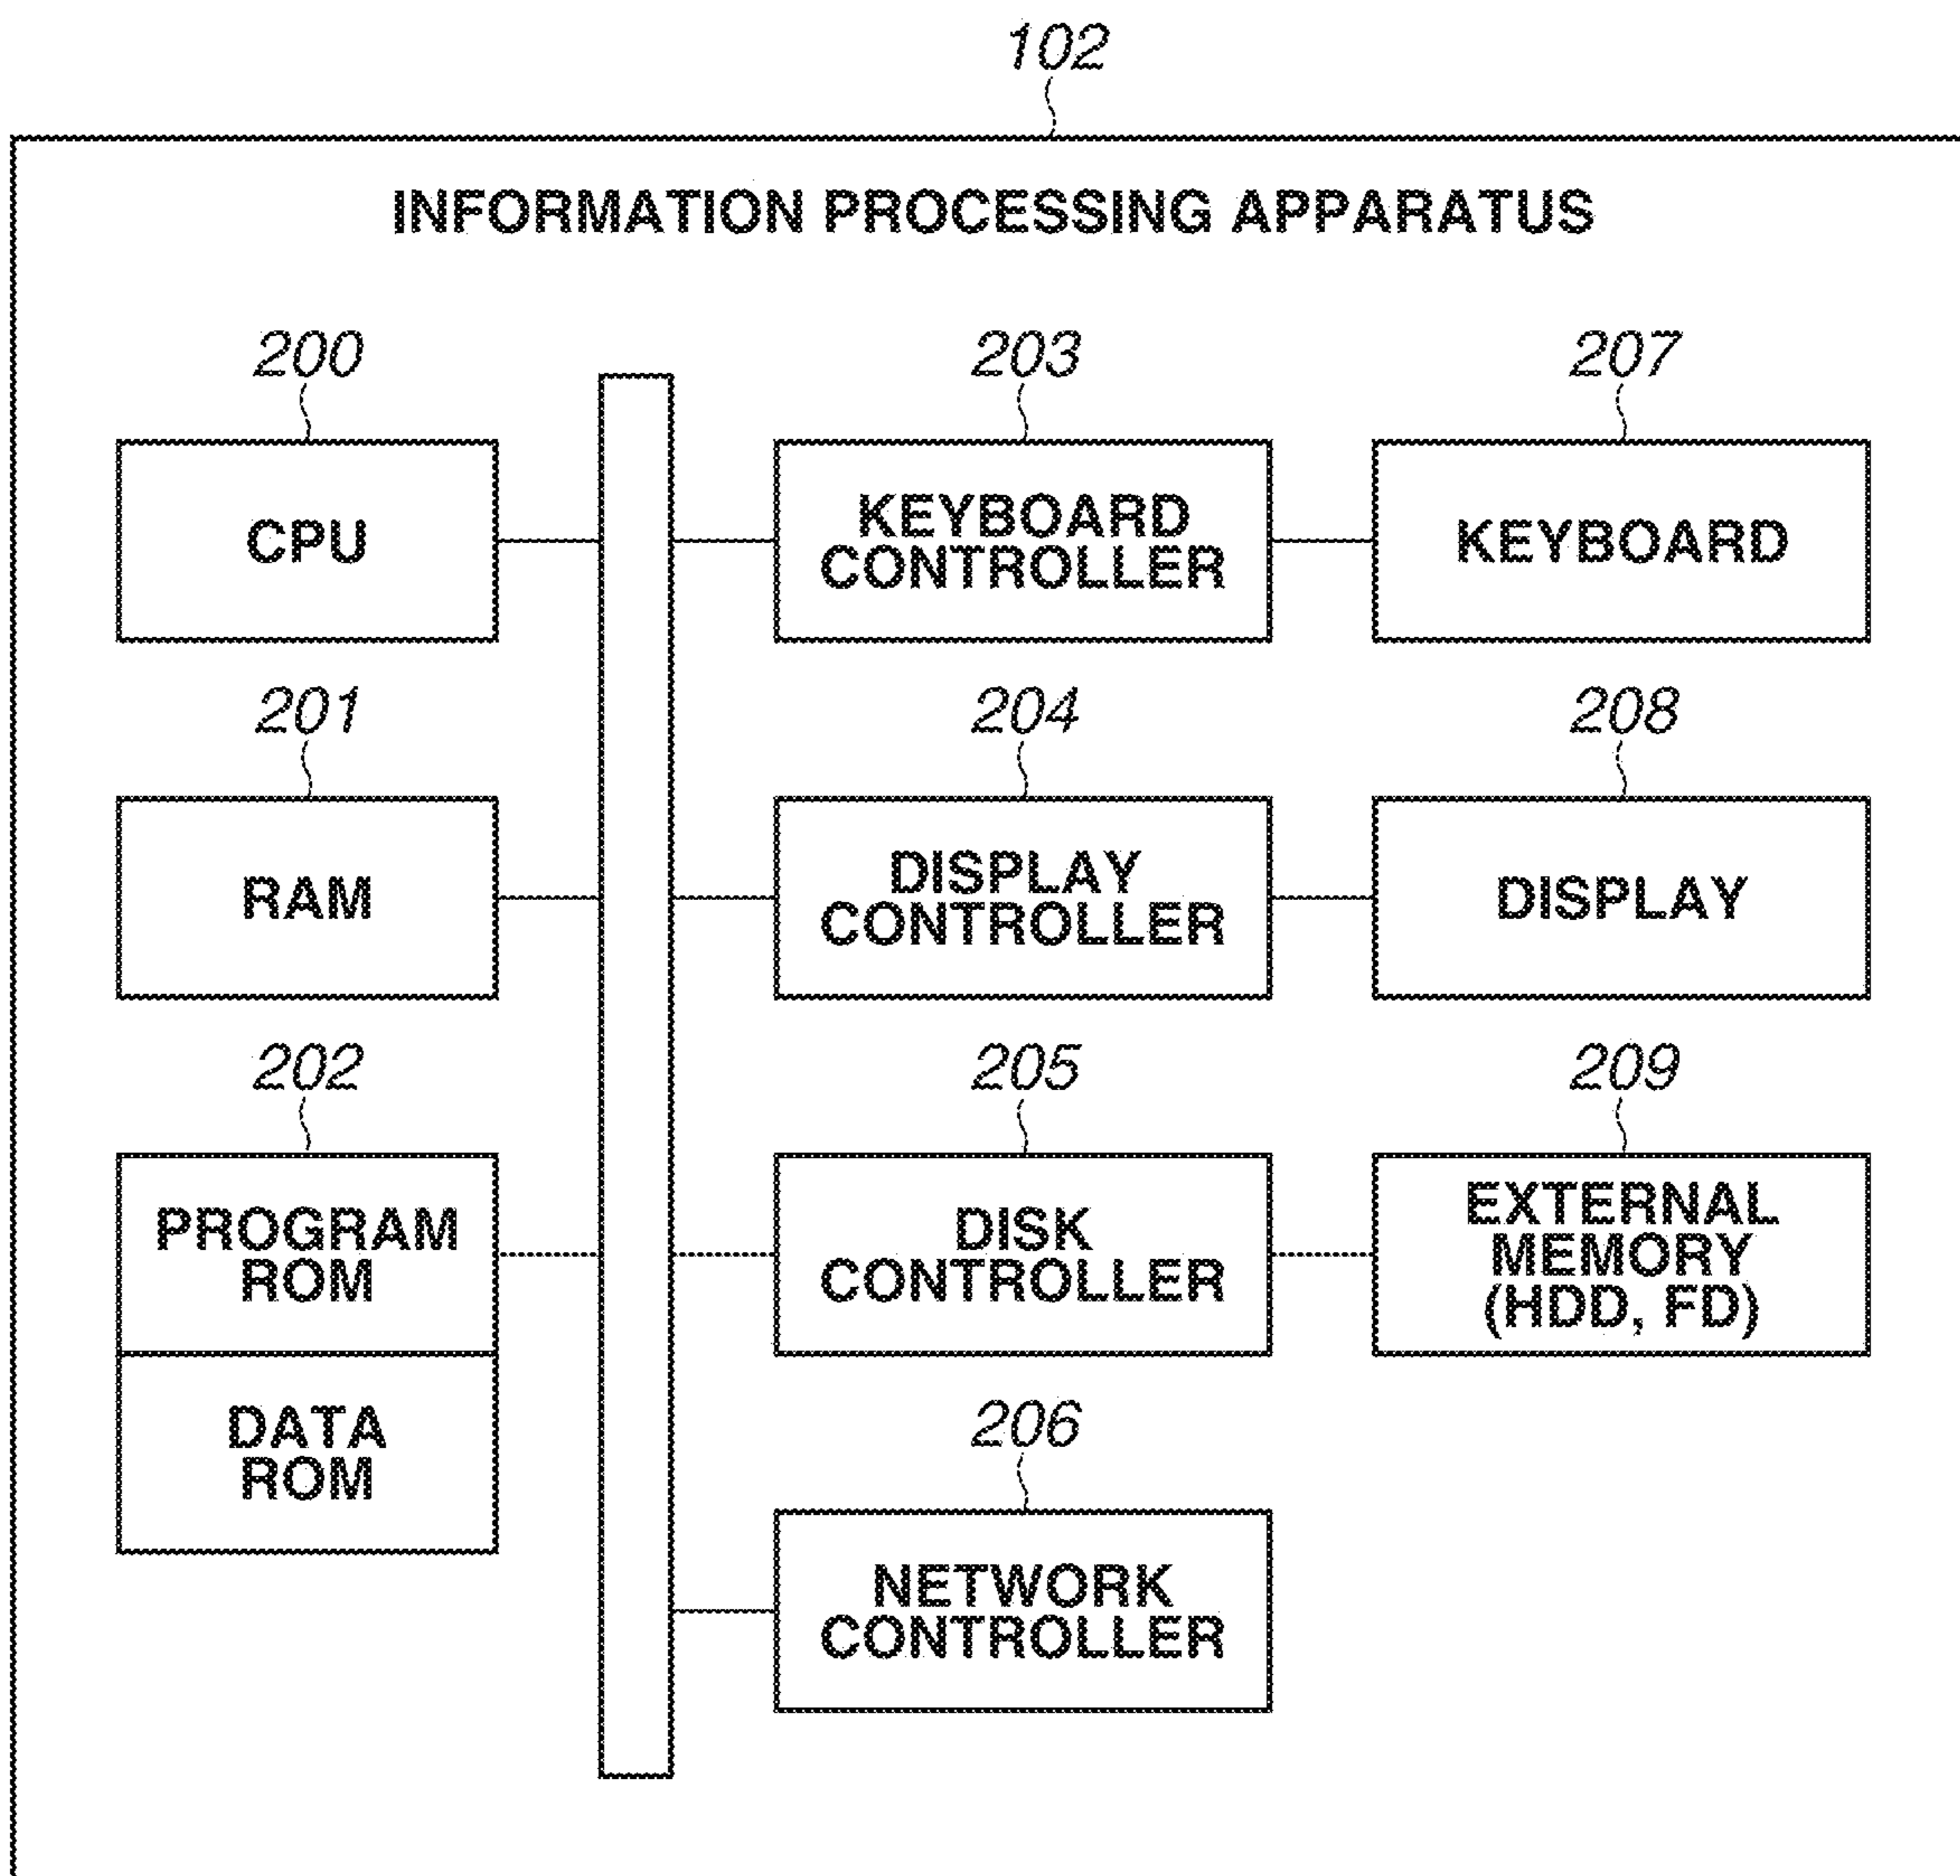 102
INFORMATION PROCESSING APPARATUS
200
203
207
CPU
KEYBOARD
CONTROLLER
KEYBOARD
201
204
208
RAM
DISPLAY
CONTROLLER
DISPLAY
202
205
209
PROGRAM
ROM
DISK
CONTROLLER
EXTERNAL
MEMORY
(HDD, FD)
DATA
ROM
206
NETWORK
CONTROLLER